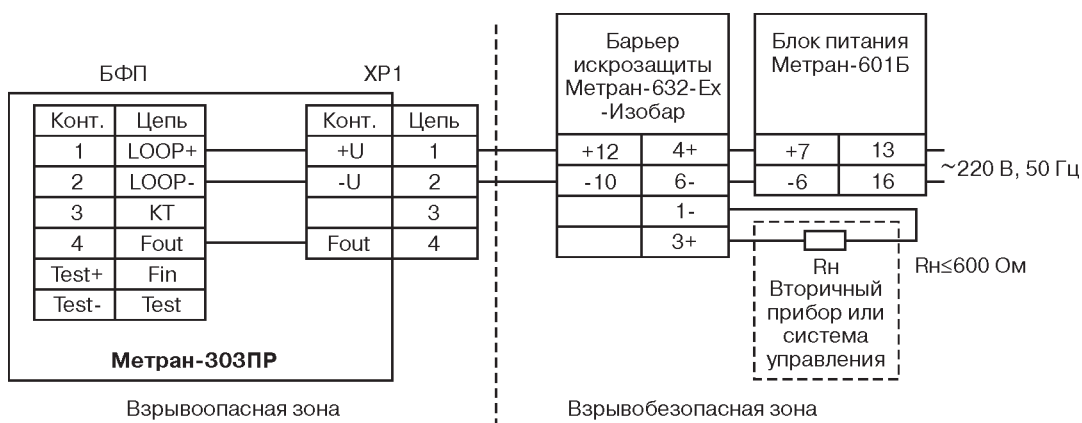 БФП
ХР1
Барьер
искрозащиты
Метран-632-Ех
-Изобар
Блок питания
Метран-601Б
Конт. Цепь
1 LOOP+
2 LOOP-
3 КТ
4 Fout
Test+ Fin
Test- Test
Конт. Цепь
+U 1
-U 2
3
Fout 4
+12 4+
-10 6-
1-
3+
+7 13
-6 16
~220 В, 50 Гц
Rн
Rн≤600 Ом
Вторичный
прибор или
система
управления
Метран-303ПР
Взрывоопасная зона
Взрывобезопасная зона